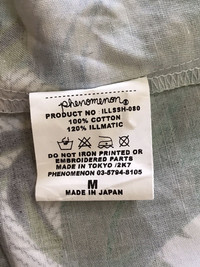 phenomenon®
PRODUCT NO : ILLSSH-080
100% COTTON
120% ILLMATIC
DO NOT IRON PRINTED OR
EMBROIDERED PARTS
MADE IN TOKYO /2K7
PHENOMENON 03-5794-8105
M
MADE IN JAPAN